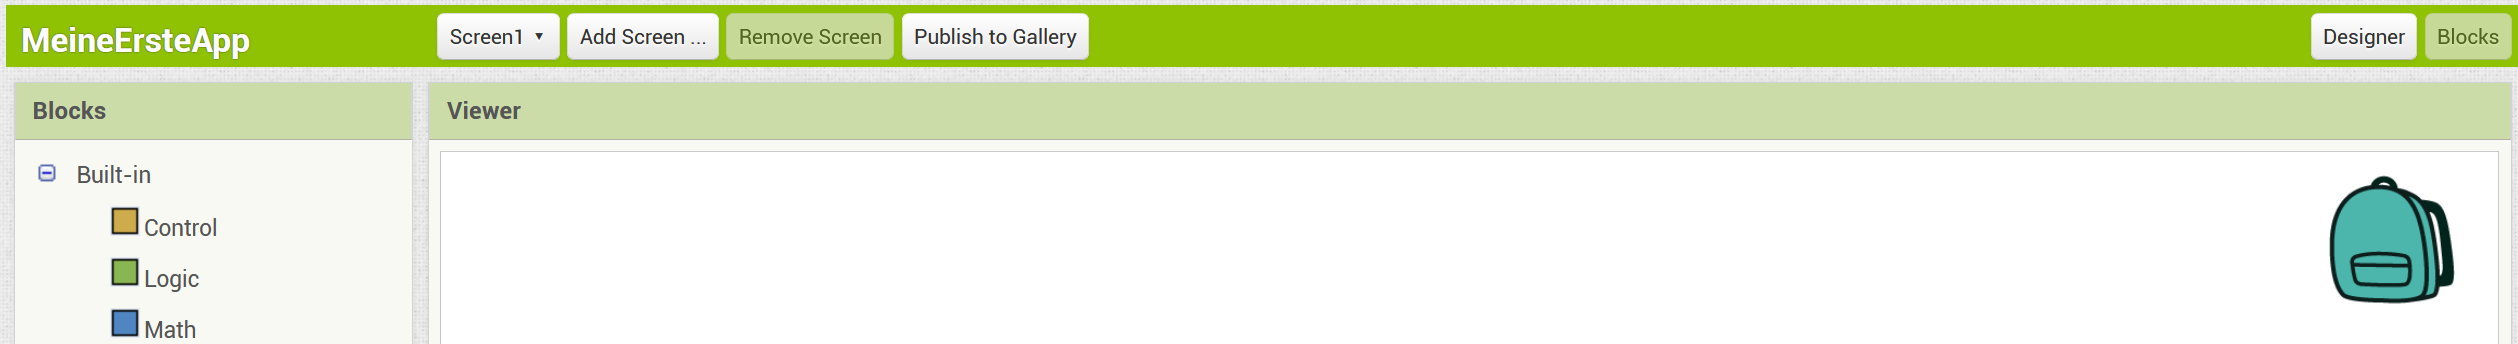 MeineErsteApp Screen1 Add Screen ... Remove Screen Publish to Gallery Designer Blocks
Blocks Viewer
Built-in
Control
Logic
Math